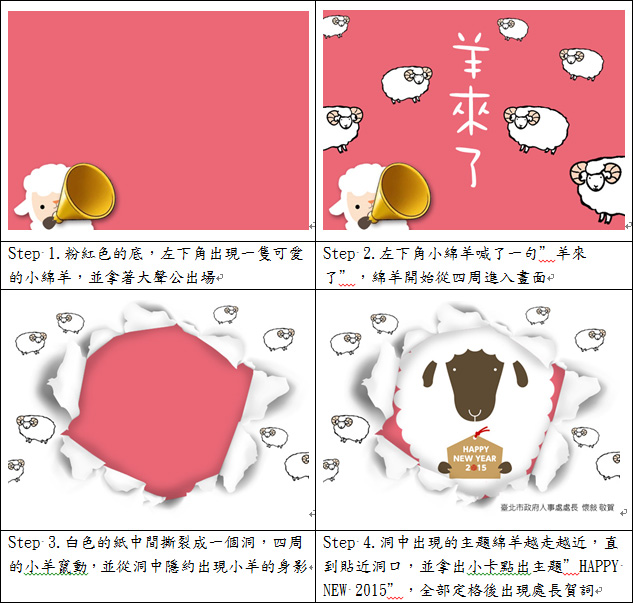 羊來了
Step 1.粉紅色的底，左下角出現一隻可愛
的小綿羊，並拿著大聲公出場
Step 2.左下角小綿羊喊了一句”羊來
了”，綿羊開始從四周進入畫面
HAPPY
NEW YEAR
2015
臺北市政府人事處處長 懷敘 敬賀
Step 3.白色的紙中間撕裂成一個洞，四周
的小羊竄動，並從洞中隱約出現小羊的身影
Step 4.洞中出現的主題綿羊越走越近，直
到貼近洞口，並拿出小卡點出主題”HAPPY
NEW 2015”，全部定格後出現處長賀詞